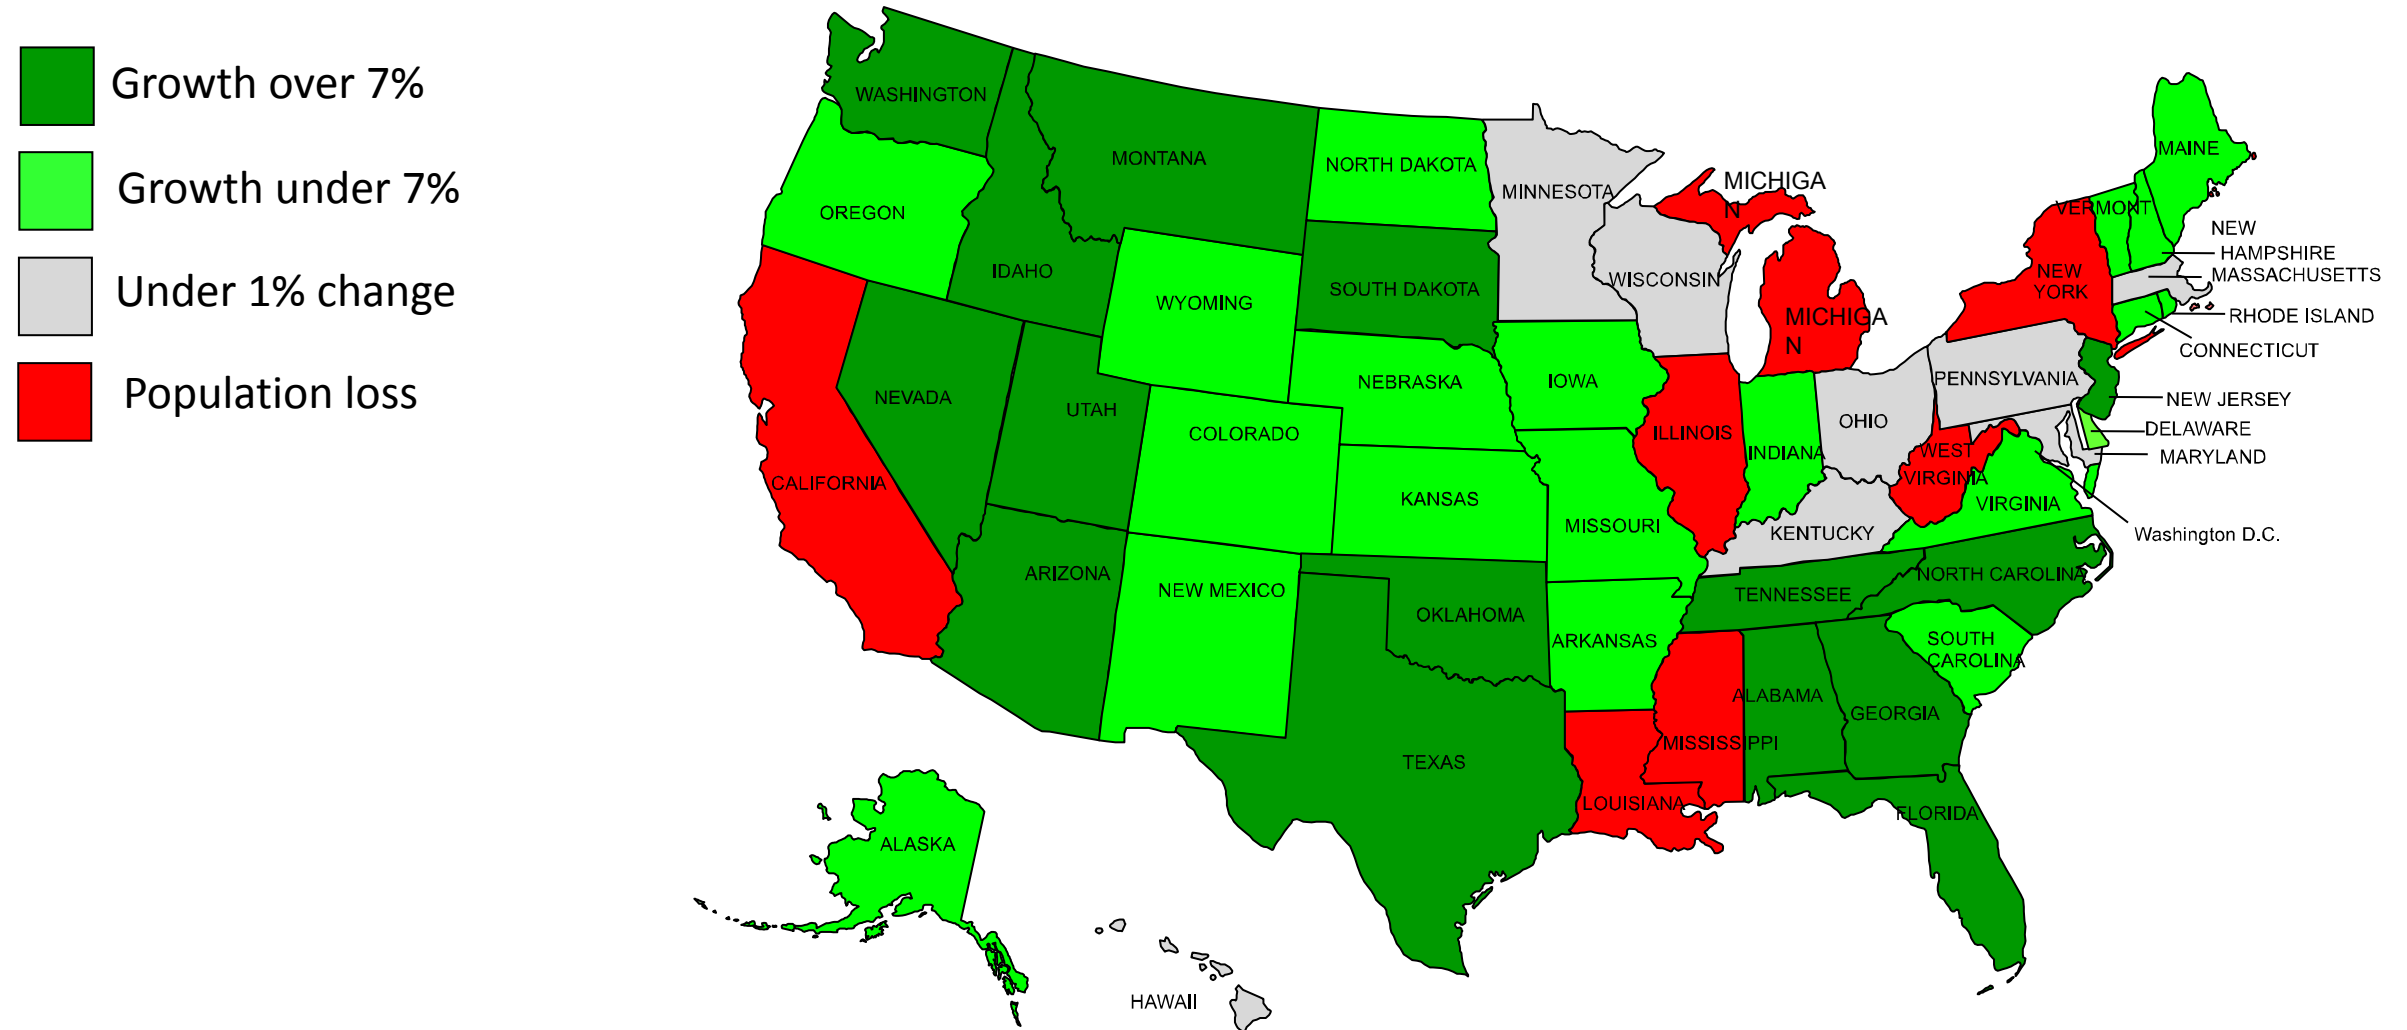 Growth over 7%
Growth under 7%
Under 1% change
Population loss
WASHINGTON
MONTANA
NORTH DAKOTA
MINNESOTA
MICHIGA
N
MAINE
VERMONT
OREGON
NEW
HAMPSHIRE
MASSACHUSETTS
IDAHO
WYOMING
SOUTH DAKOTA
WISCONSIN
MICHIGA
N
NEW
YORK
RHODE ISLAND
CONNECTICUT
NEVADA
UTAH
COLORADO
NEBRASKA
IOWA
ILLINOIS
INDIANA
OHIO
PENNSYLVANIA
NEW JERSEY
DELAWARE
MARYLAND
WEST
VIRGINIA
VIRGINIA
CALIFORNIA
KANSAS
MISSOURI
KENTUCKY
Washington D.C.
ARIZONA
NEW MEXICO
OKLAHOMA
ARKANSAS
TENNESSEE
NORTH CAROLINA
SOUTH
CAROLINA
TEXAS
LOUISIANA
MISSISSIPPI
ALABAMA
GEORGIA
FLORIDA
ALASKA
HAWAII